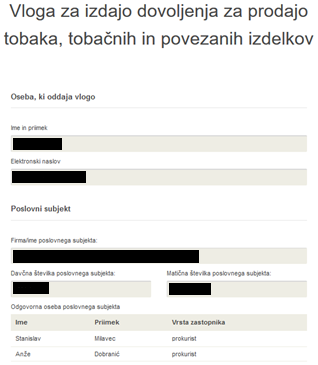 Vloga za izdajo dovoljenja za prodajo
tobaka, tobačnih in povezanih izdelkov
Oseba, ki oddaja vlogo
Ime in priimek
Elektronski naslov
Poslovni subjekt
Firma/ime poslovnega subjekta:
Davčna številka poslovnega subjekta: Matična številka poslovnega subjekta:
Odgovorna oseba poslovnega subjekta
Ime Priimek Vrsta zastopnika
Stanislav Milavec prokurist
Anže Dobranić prokurist